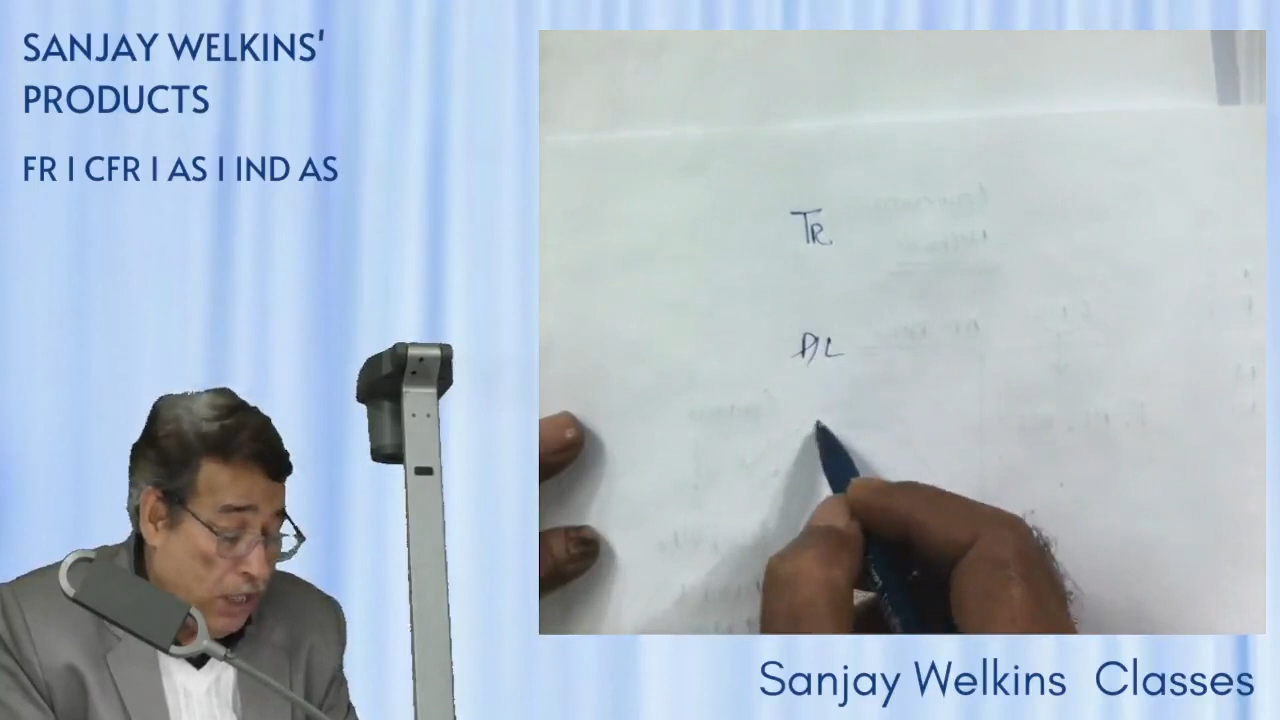 SANJAY WELKINS'
PRODUCTS
FR I CFR I AS I IND AS
TR
Sanjay Welkins Classes